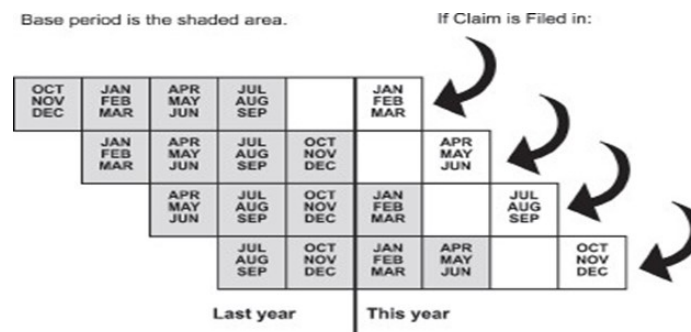 Base period is the shaded area.
If Claim is Filed in:
OCT JAN APR JUL JAN
NOV FEB MAY AUG FEB
DEC MAR JUN SEP MAR
JAN APR JUL OCT APR
FEB MAY AUG NOV MAY
MAR JUN SEP DEC JUN
APR JUL OCT JAN JUL
MAY AUG NOV FEB AUG
JUN SEP DEC MAR SEP
JUL OCT JAN APR OCT
AUG NOV FEB MAY NOV
SEP DEC MAR JUN DEC
Last year
This year